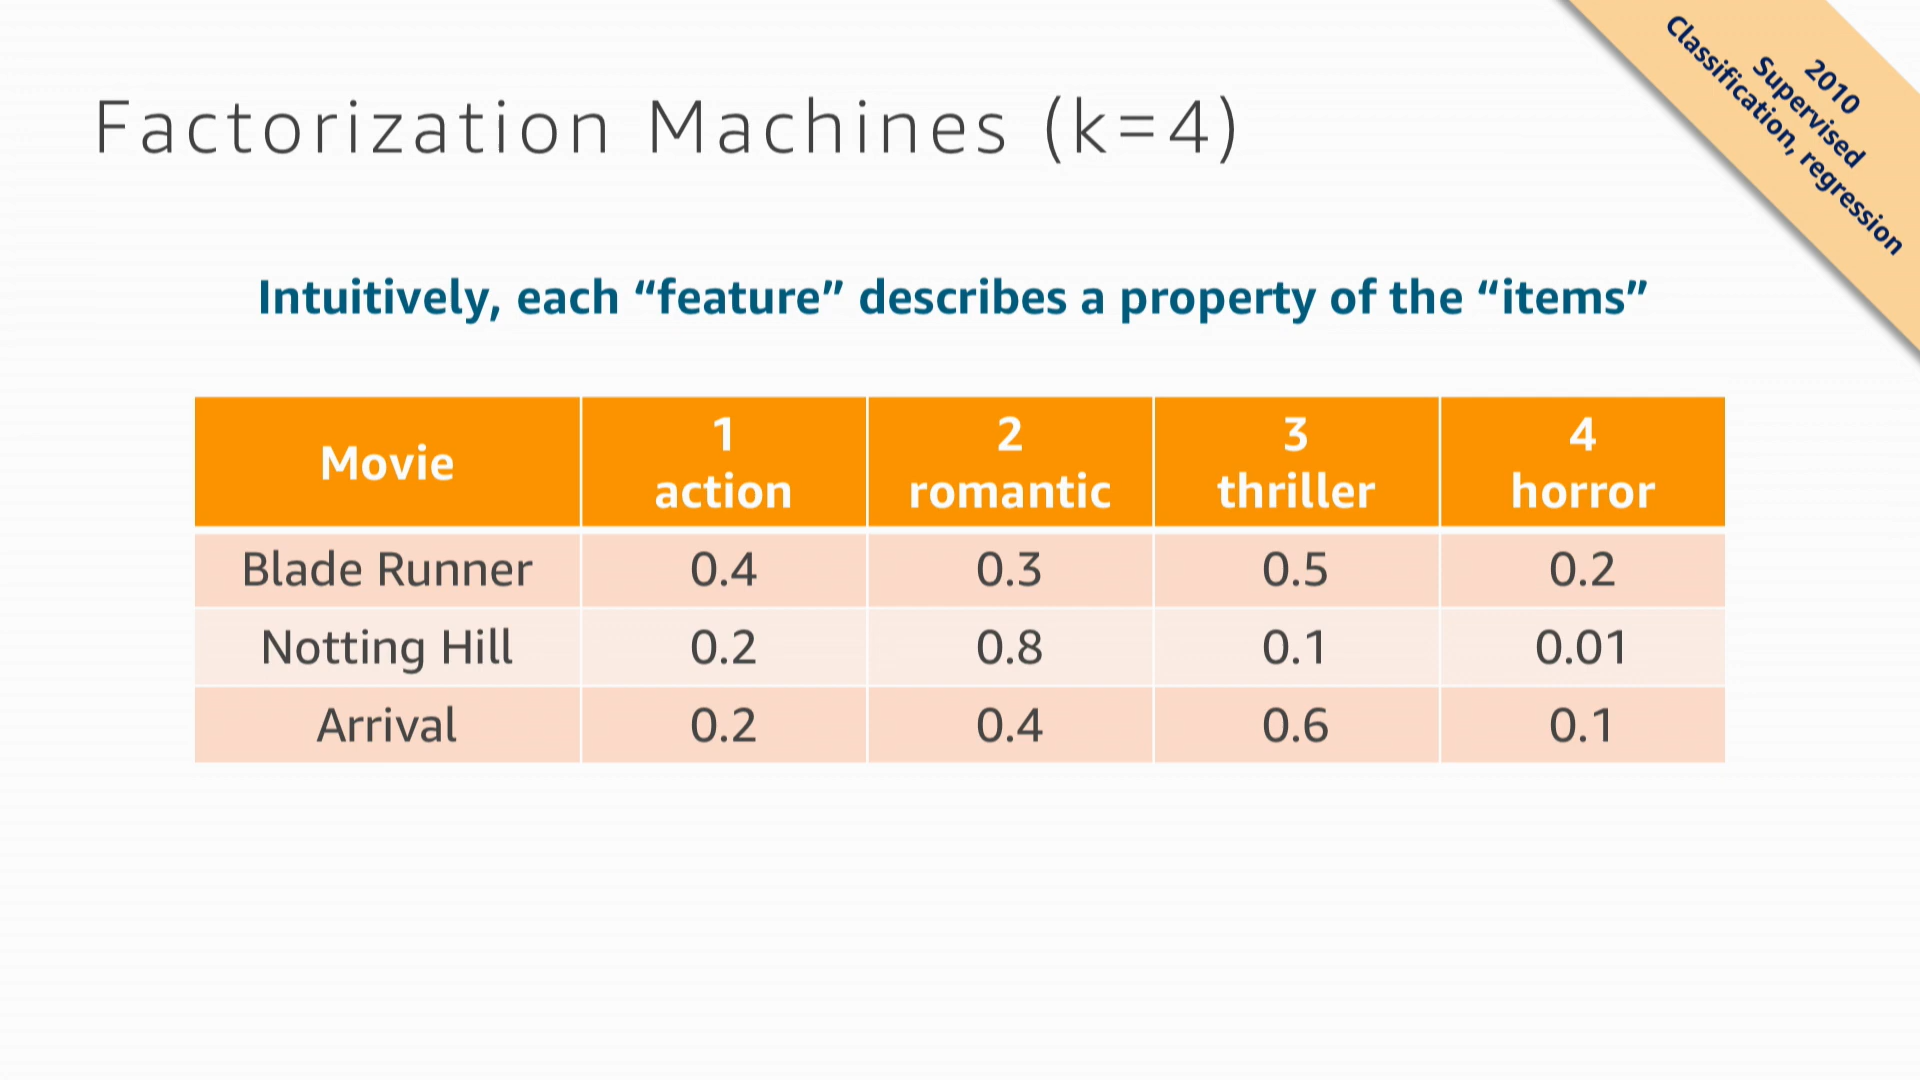 Factorization Machines (k=4)
2010
Supervised
Classification, regression
Intuitively, each “feature” describes a property of the “items”
Movie
1
action
2
romantic
3
thriller
4
horror
Blade Runner 0.4 0.3 0.5 0.2
Notting Hill 0.2 0.8 0.1 0.01
Arrival 0.2 0.4 0.6 0.1